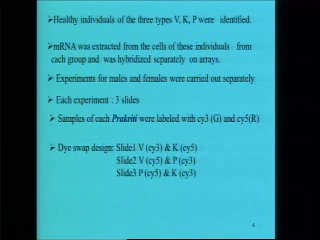 ➢Healthy individuals of the three types V, K, P were identified.
➢mRNA was extracted from the cells of these individuals from
each group and was hybridized separately on arrays.
➢ Experiments for males and females were carried out separately
➢ Each experiment : 3 slides
➢ Samples of each Prakriti were labeled with cy3 (G) and cy5(R)
➢ Dye swap design: Slide1 V (cy3) & K (cy5)
Slide2 V (cy5) & P (cy3)
Slide3 P (cy5) & K (cy3)